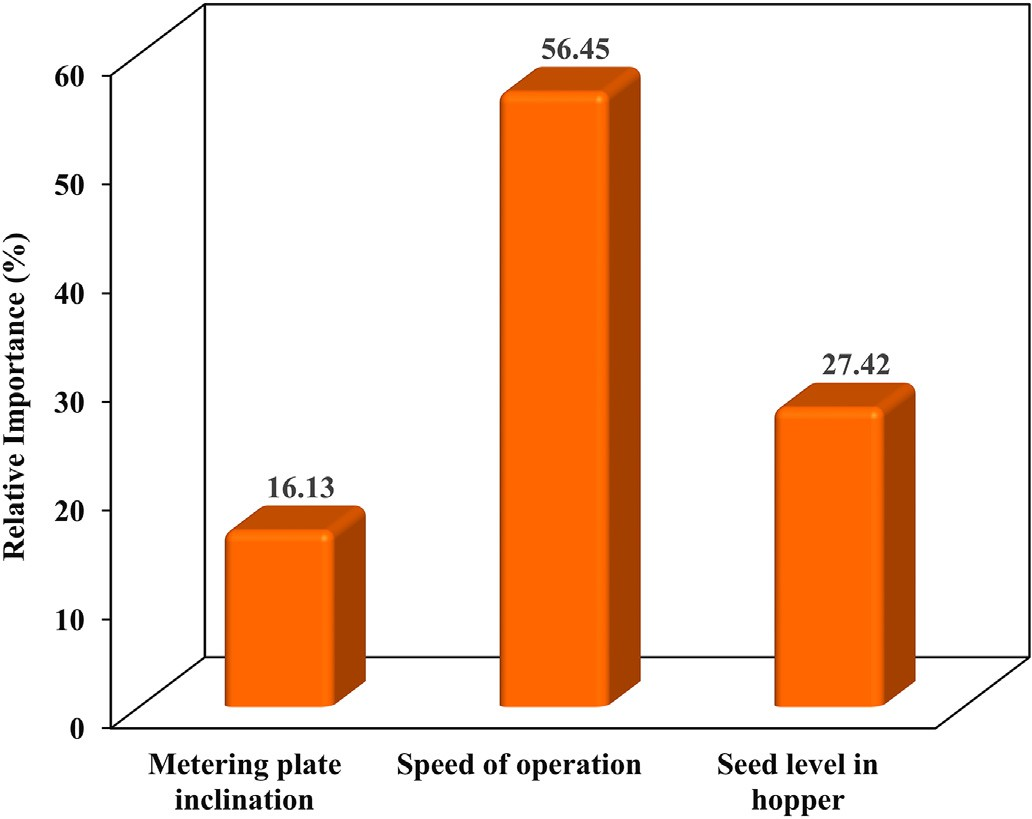 56.45
60
50
40
27.42
30
16.13
20
10
0
Relative Importance (%)
Metering plate
inclination
Speed of operation
Seed level in
hopper